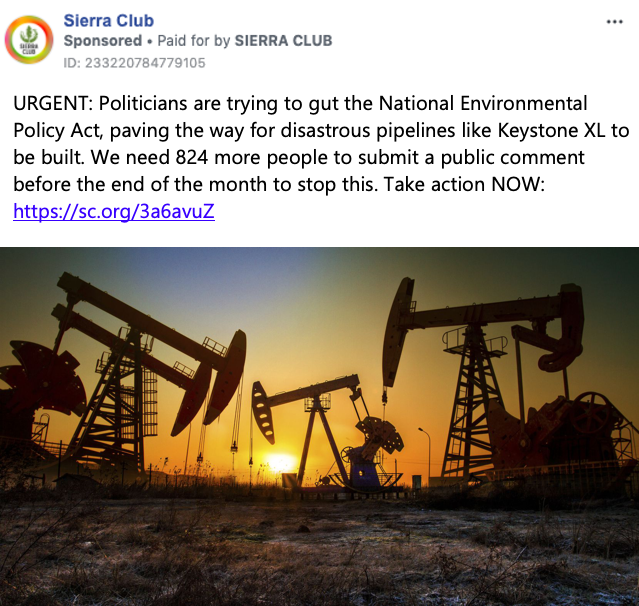 Sierra Club
Sponsored • Paid for by SIERRA CLUB
ID: 233220784779105
SIERRA
CLUB
URGENT: Politicians are trying to gut the National Environmental
Policy Act, paving the way for disastrous pipelines like Keystone XL to
be built. We need 824 more people to submit a public comment
before the end of the month to stop this. Take action NOW:
https://sc.org/3a6avuZ